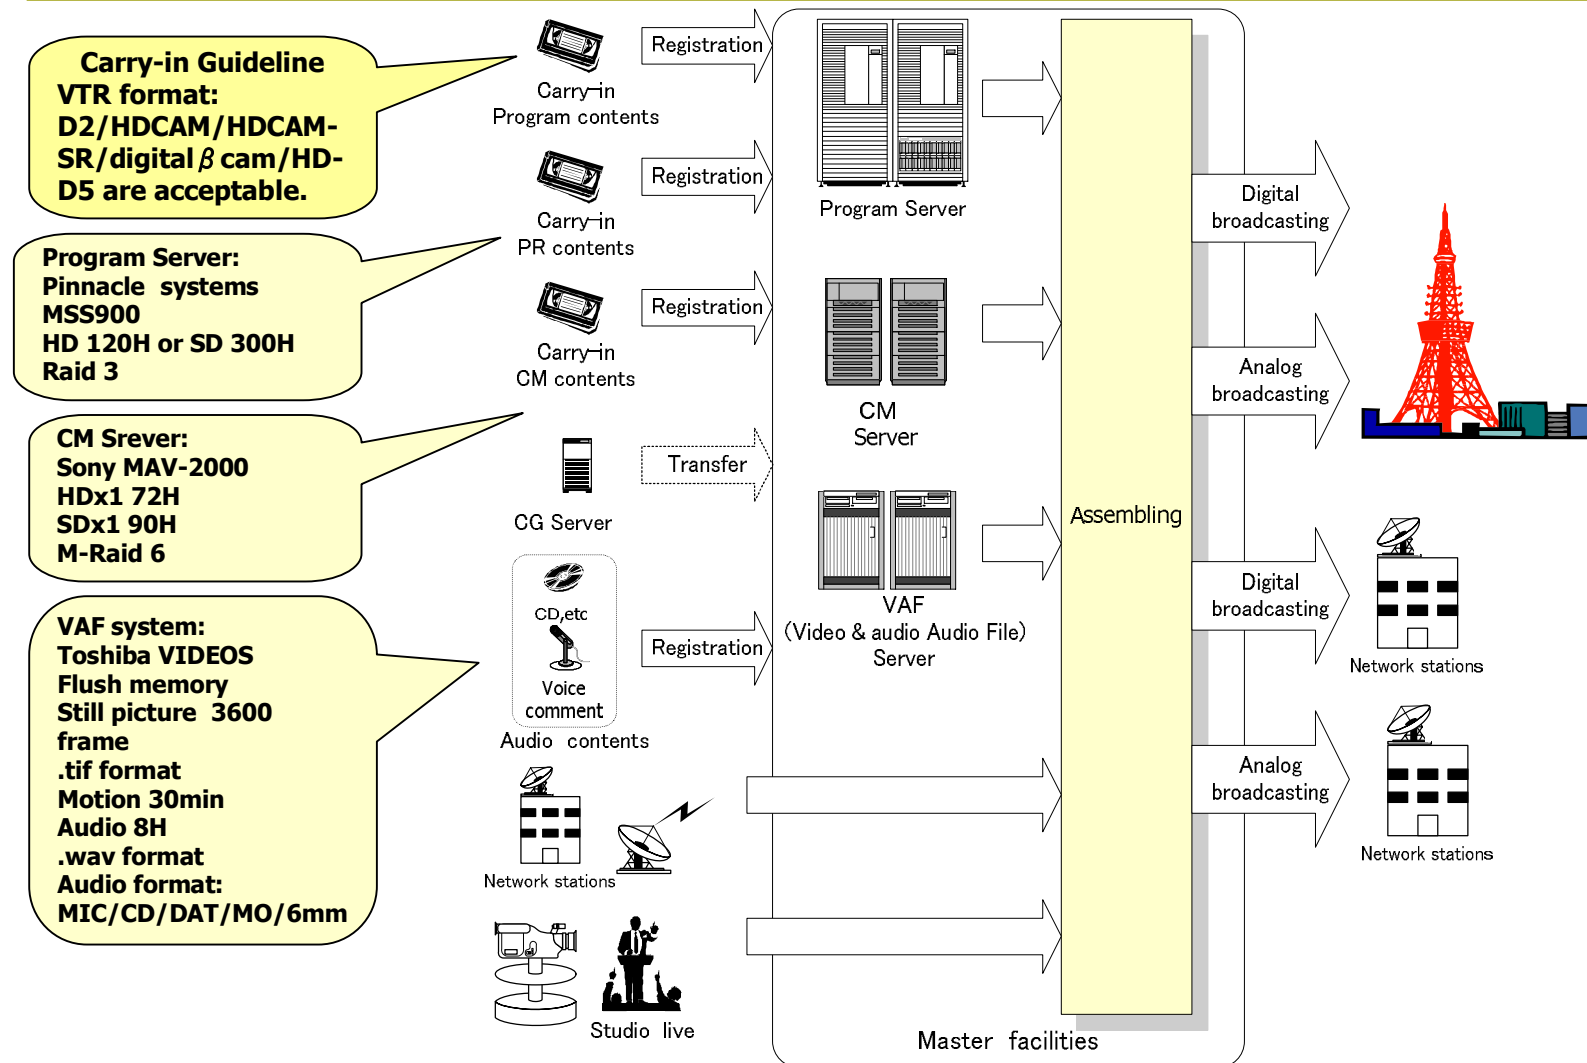 Carry-in Guideline
VTR format:
D2/HDCAM/HDCAM-
SR/digital β cam/HD-
D5 are acceptable.
Program Server:
Pinnacle systems
MSS900
HD 120H or SD 300H
Raid 3
CM Srever:
Sony MAV-2000
HDx1 72H
SDx1 90H
M-Raid 6
VAF system:
Toshiba VIDEOS
Flush memory
Still picture 3600
frame
.tif format
Motion 30min
Audio 8H
.wav format
Audio format:
MIC/CD/DAT/MO/6mm
Carry-in
Program contents
Registration
Carry-in
PR contents
Registration
Carry-in
CM contents
Registration
CG Server
Transfer
CD,etc
Voice
comment
Audio contents
Registration
Network stations
Studio live
Program Server
CM
Server
VAF
(Video & audio Audio File)
Server
Assembling
Master facilities
Digital
broadcasting
Analog
broadcasting
Digital
broadcasting
Network stations
Analog
broadcasting
Network stations